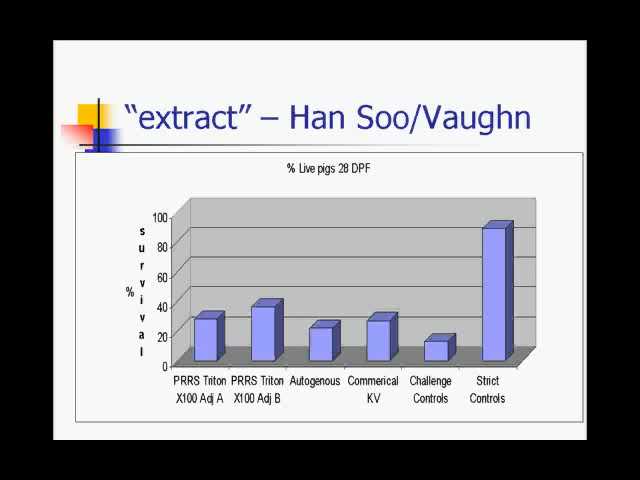 “extract” – Han Soo/Vaughn
% Live pigs 28 DPF
% survival
100
80
60
40
20
0
PRRS Triton X100 Adj A
PRRS Triton X100 Adj B
Autogenous
Commerical KV
Challenge Controls
Strict Controls